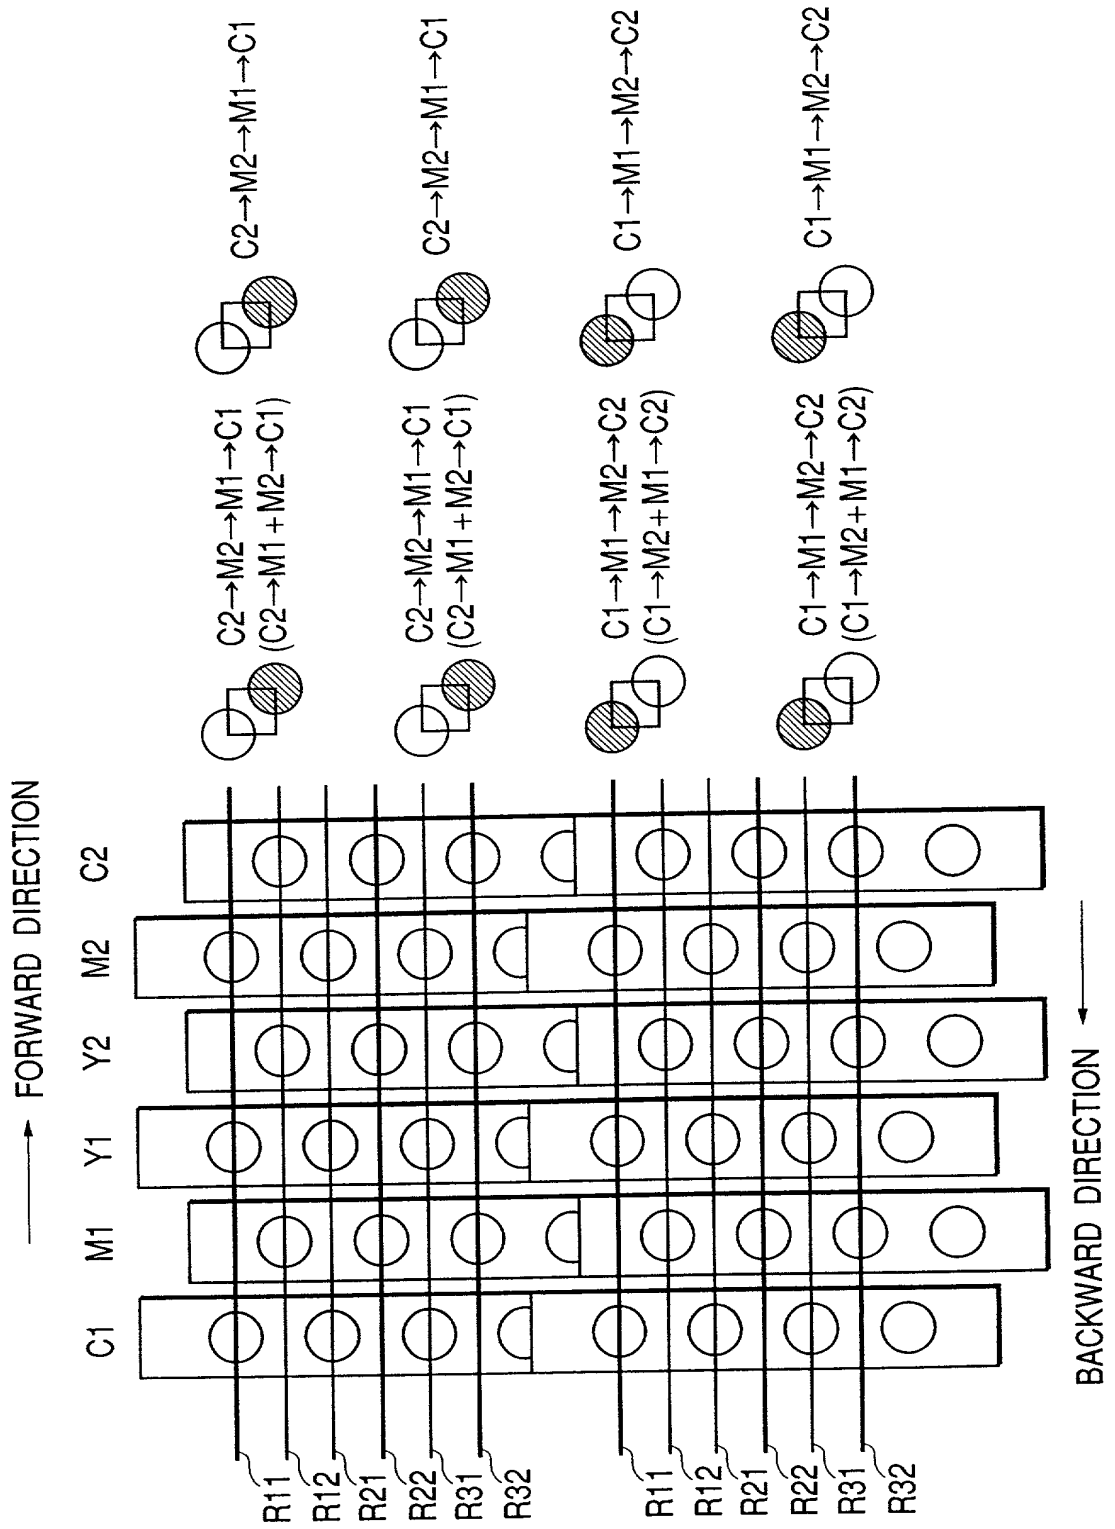 → FORWARD DIRECTION
C1 M1 Y1 Y2 M2 C2
R11
R12
R21
R22
R31
R32
C2→M2→M1→C1
(C2→M1+M2→C1)
C2→M2→M1→C1
C2→M2→M1→C1
(C2→M1+M2→C1)
C2→M2→M1→C1
R11
R12
R21
R22
R31
R32
C1→M1→M2→C2
(C1→M2+M1→C2)
C1→M1→M2→C2
C1→M1→M2→C2
(C1→M2+M1→C2)
C1→M1→M2→C2
BACKWARD DIRECTION ←